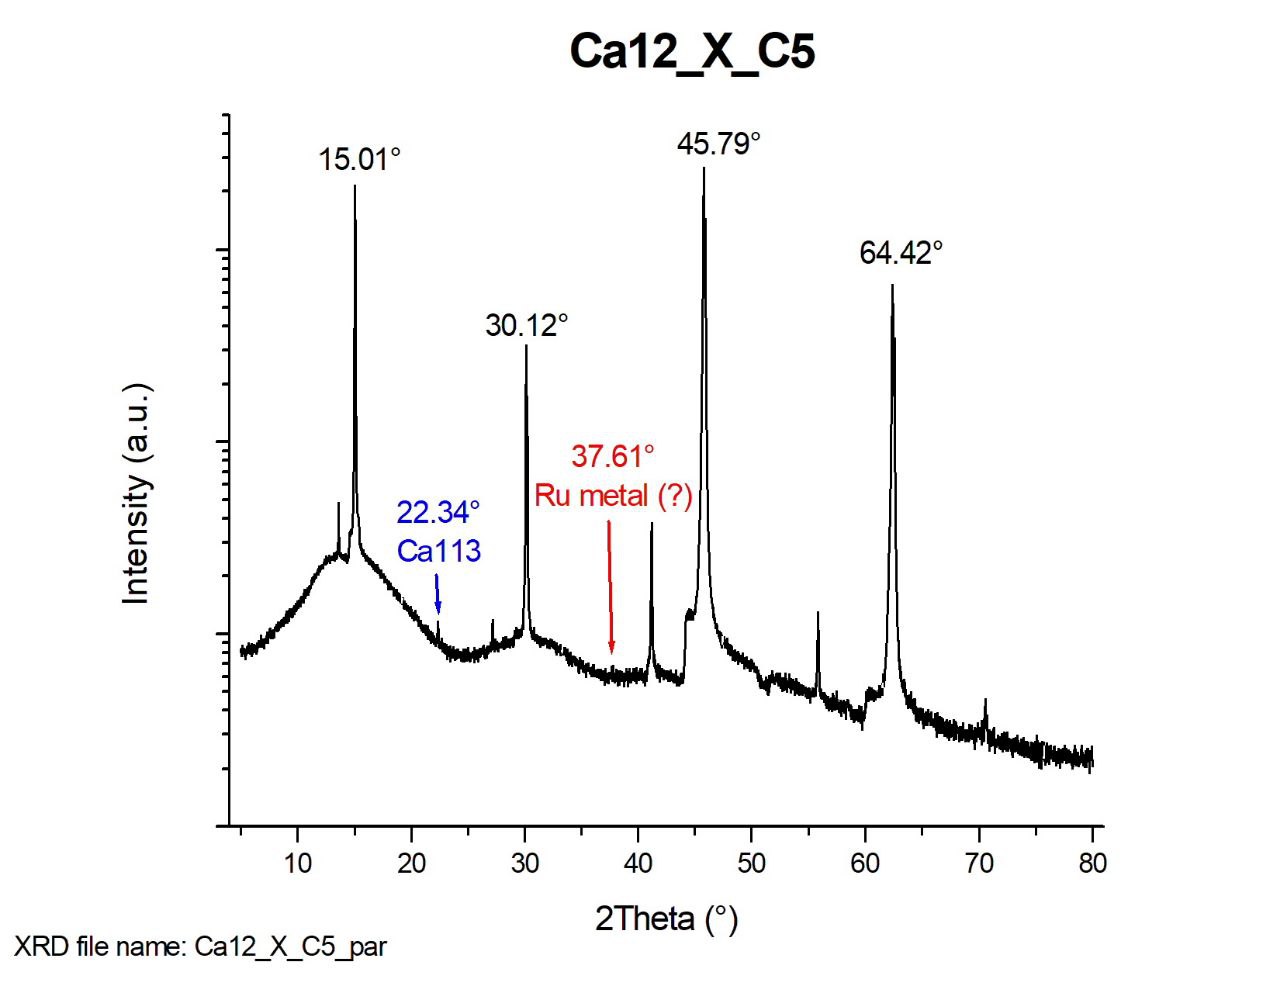 Ca12_X_C5
15.01°
45.79°
64.42°
30.12°
37.61°
Ru metal (?)
22.34°
Ca113
Intensity (a.u.)
10 20 30 40 50 60 70 80
2Theta (°)
XRD file name: Ca12_X_C5_par